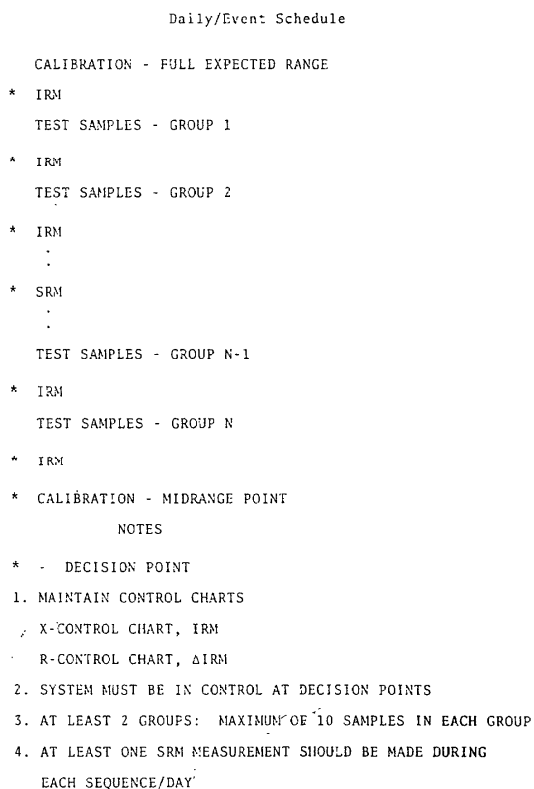 Daily/Event Schedule
CALIBRATION - FULL EXPECTED RANGE
* IRM
TEST SAMPLES - GROUP 1
* IRM
TEST SAMPLES - GROUP 2
* IRM
.
.
* SRM
.
.
TEST SAMPLES - GROUP N-1
* IRM
TEST SAMPLES - GROUP N
* IRM
* CALIBRATION - MIDRANGE POINT
NOTES
* - DECISION POINT
1. MAINTAIN CONTROL CHARTS
X-CONTROL CHART, IRM
R-CONTROL CHART, ΔIRM
2. SYSTEM MUST BE IN CONTROL AT DECISION POINTS
3. AT LEAST 2 GROUPS: MAXIMUM OF 10 SAMPLES IN EACH GROUP
4. AT LEAST ONE SRM MEASUREMENT SHOULD BE MADE DURING
EACH SEQUENCE/DAY